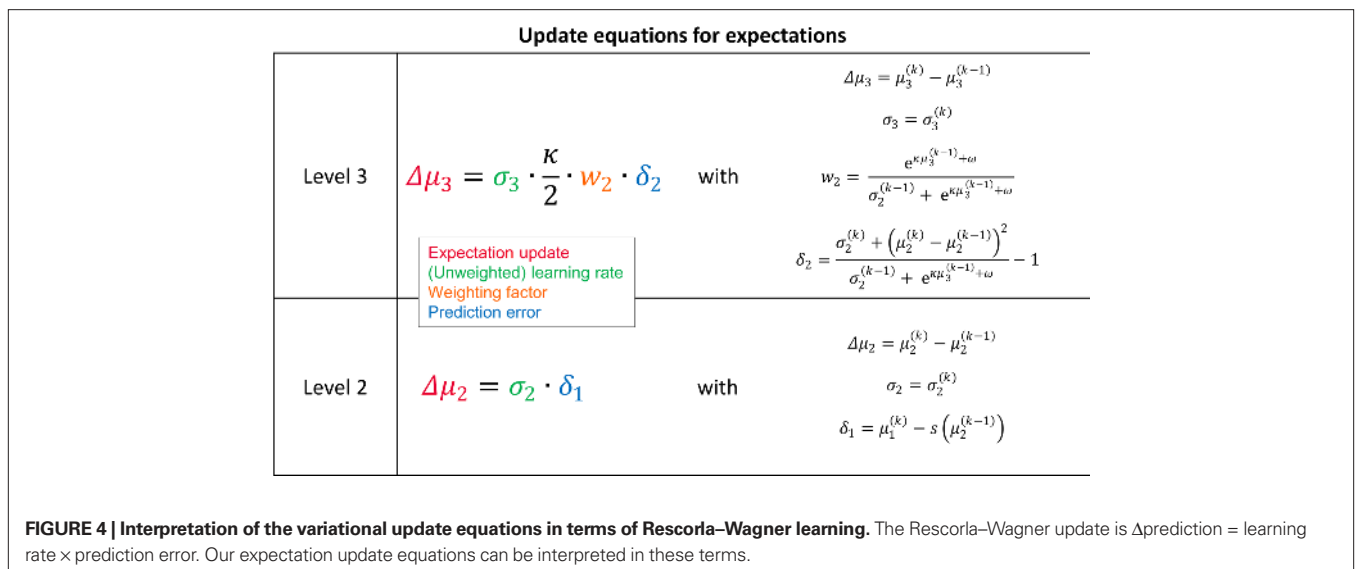 Update equations for expectations
Δμ₃ = μ₃^(k) − μ₃^(k−1)
σ₃ = σ₃^(k)
Level 3 Δμ₃ = σ₃ · κ/2 · w₂ · δ₂ with w₂ = e^(κμ₃^(k−1)+ω) / (σ₂^(k−1) + e^(κμ₃^(k−1)+ω))
δ₂ = (σ₂^(k) + (μ₂^(k) − μ₂^(k−1))²) / (σ₂^(k−1) + e^(κμ₃^(k−1)+ω)) − 1
Expectation update
(Unweighted) learning rate
Weighting factor
Prediction error
Δμ₂ = μ₂^(k) − μ₂^(k−1)
Level 2 Δμ₂ = σ₂ · δ₁ with σ₂ = σ₂^(k)
δ₁ = μ₁^(k) − s(μ₂^(k−1))
FIGURE 4 | Interpretation of the variational update equations in terms of Rescorla–Wagner learning. The Rescorla–Wagner update is Δprediction = learning
rate × prediction error. Our expectation update equations can be interpreted in these terms.